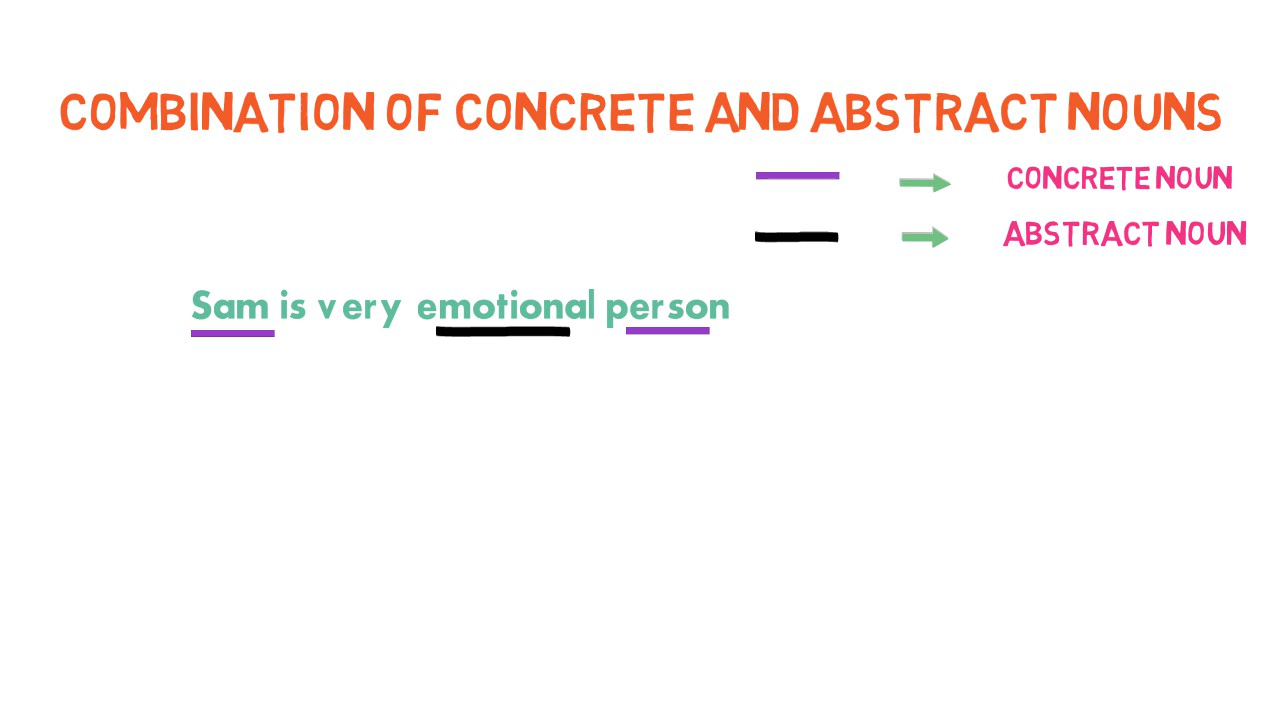 COMBINATION OF CONCRETE AND ABSTRACT NOUNS
CONCRETE NOUN
ABSTRACT NOUN
Sam is very emotional person